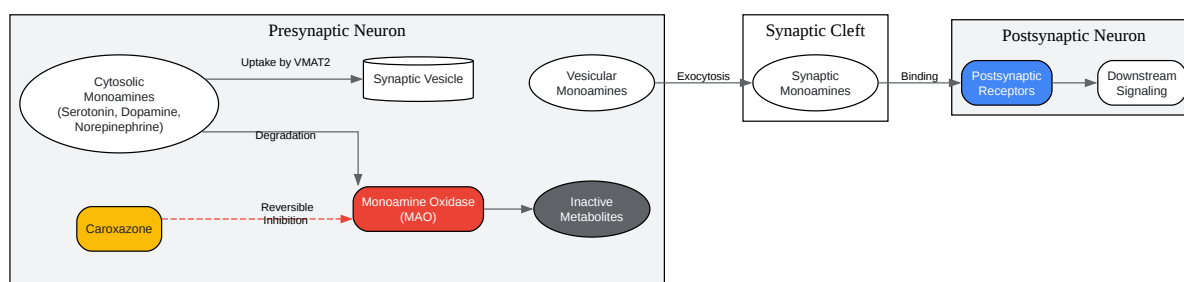 Presynaptic Neuron
Cytosolic
Monoamines
(Serotonin, Dopamine,
Norepinephrine)
Uptake by VMAT2
Synaptic Vesicle
Degradation
Caroxazone
Reversible
Inhibition
Monoamine Oxidase
(MAO)
Inactive
Metabolites
Vesicular
Monoamines
Exocytosis
Synaptic Cleft
Synaptic
Monoamines
Binding
Postsynaptic Neuron
Postsynaptic
Receptors
Downstream
Signaling